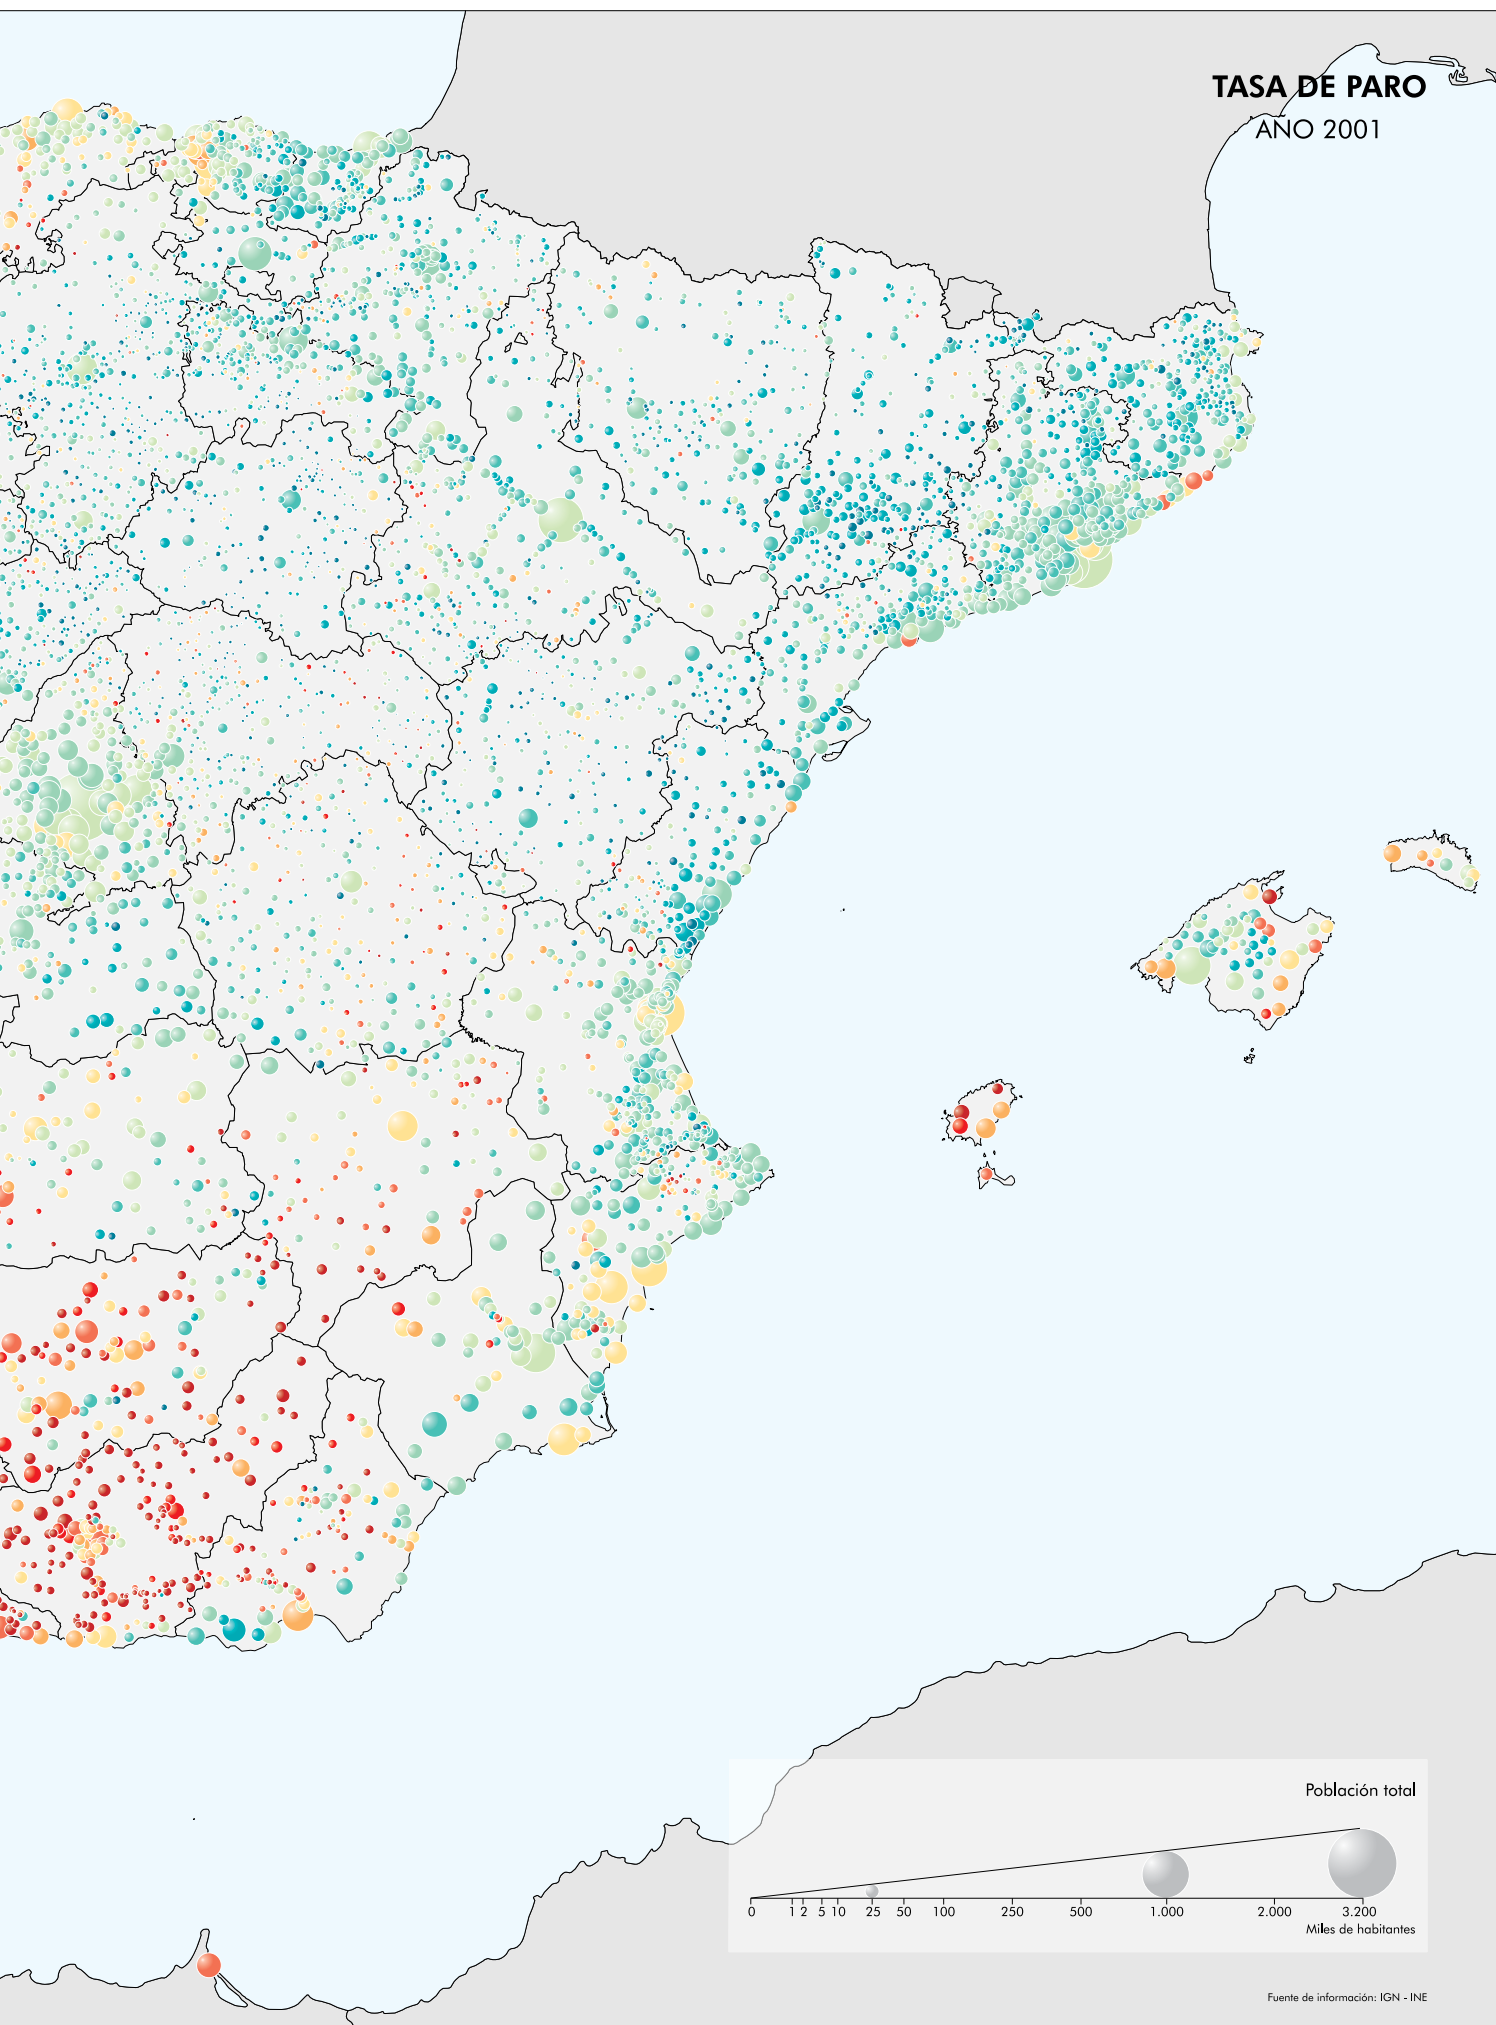 TASA DE PARO
AÑO 2001
Población total
0 1 2 5 10 25 50 100 250 500 1.000 2.000 3.200
Miles de habitantes
Fuente de información: IGN - INE